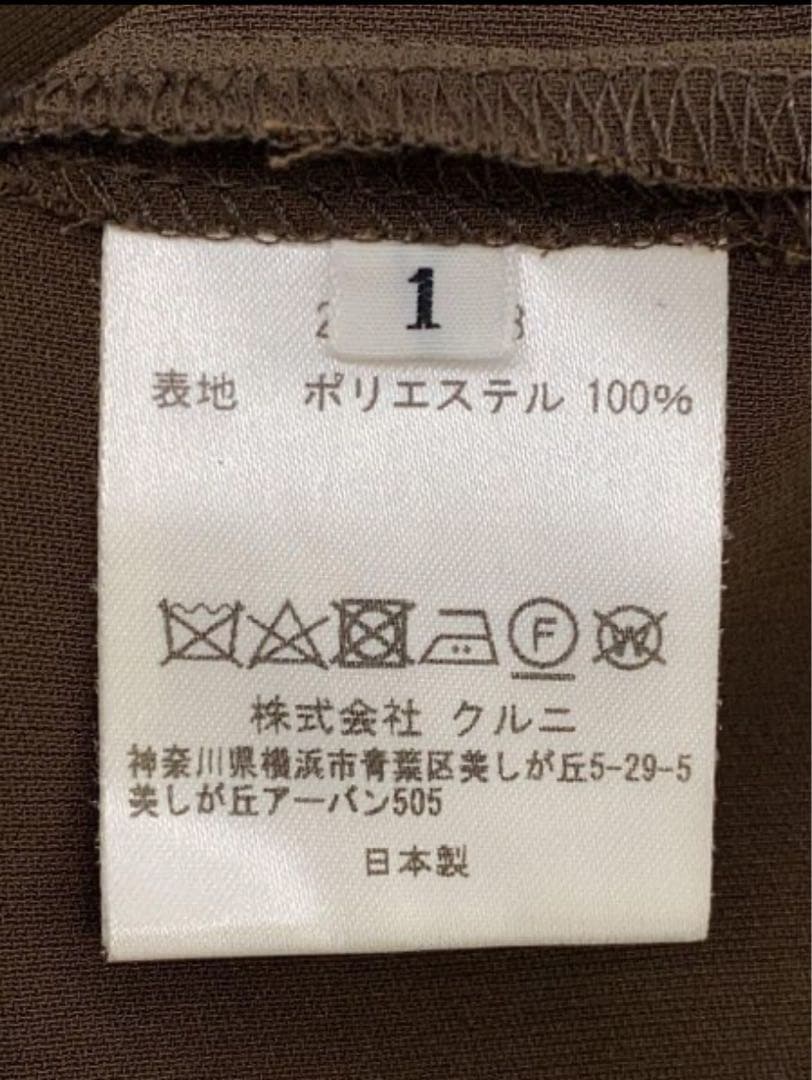 1
表地 ポリエステル 100%
F
W
株式会社 クルニ
神奈川県横浜市青葉区美しが丘5-29-5
美しが丘アーバン505
日本製